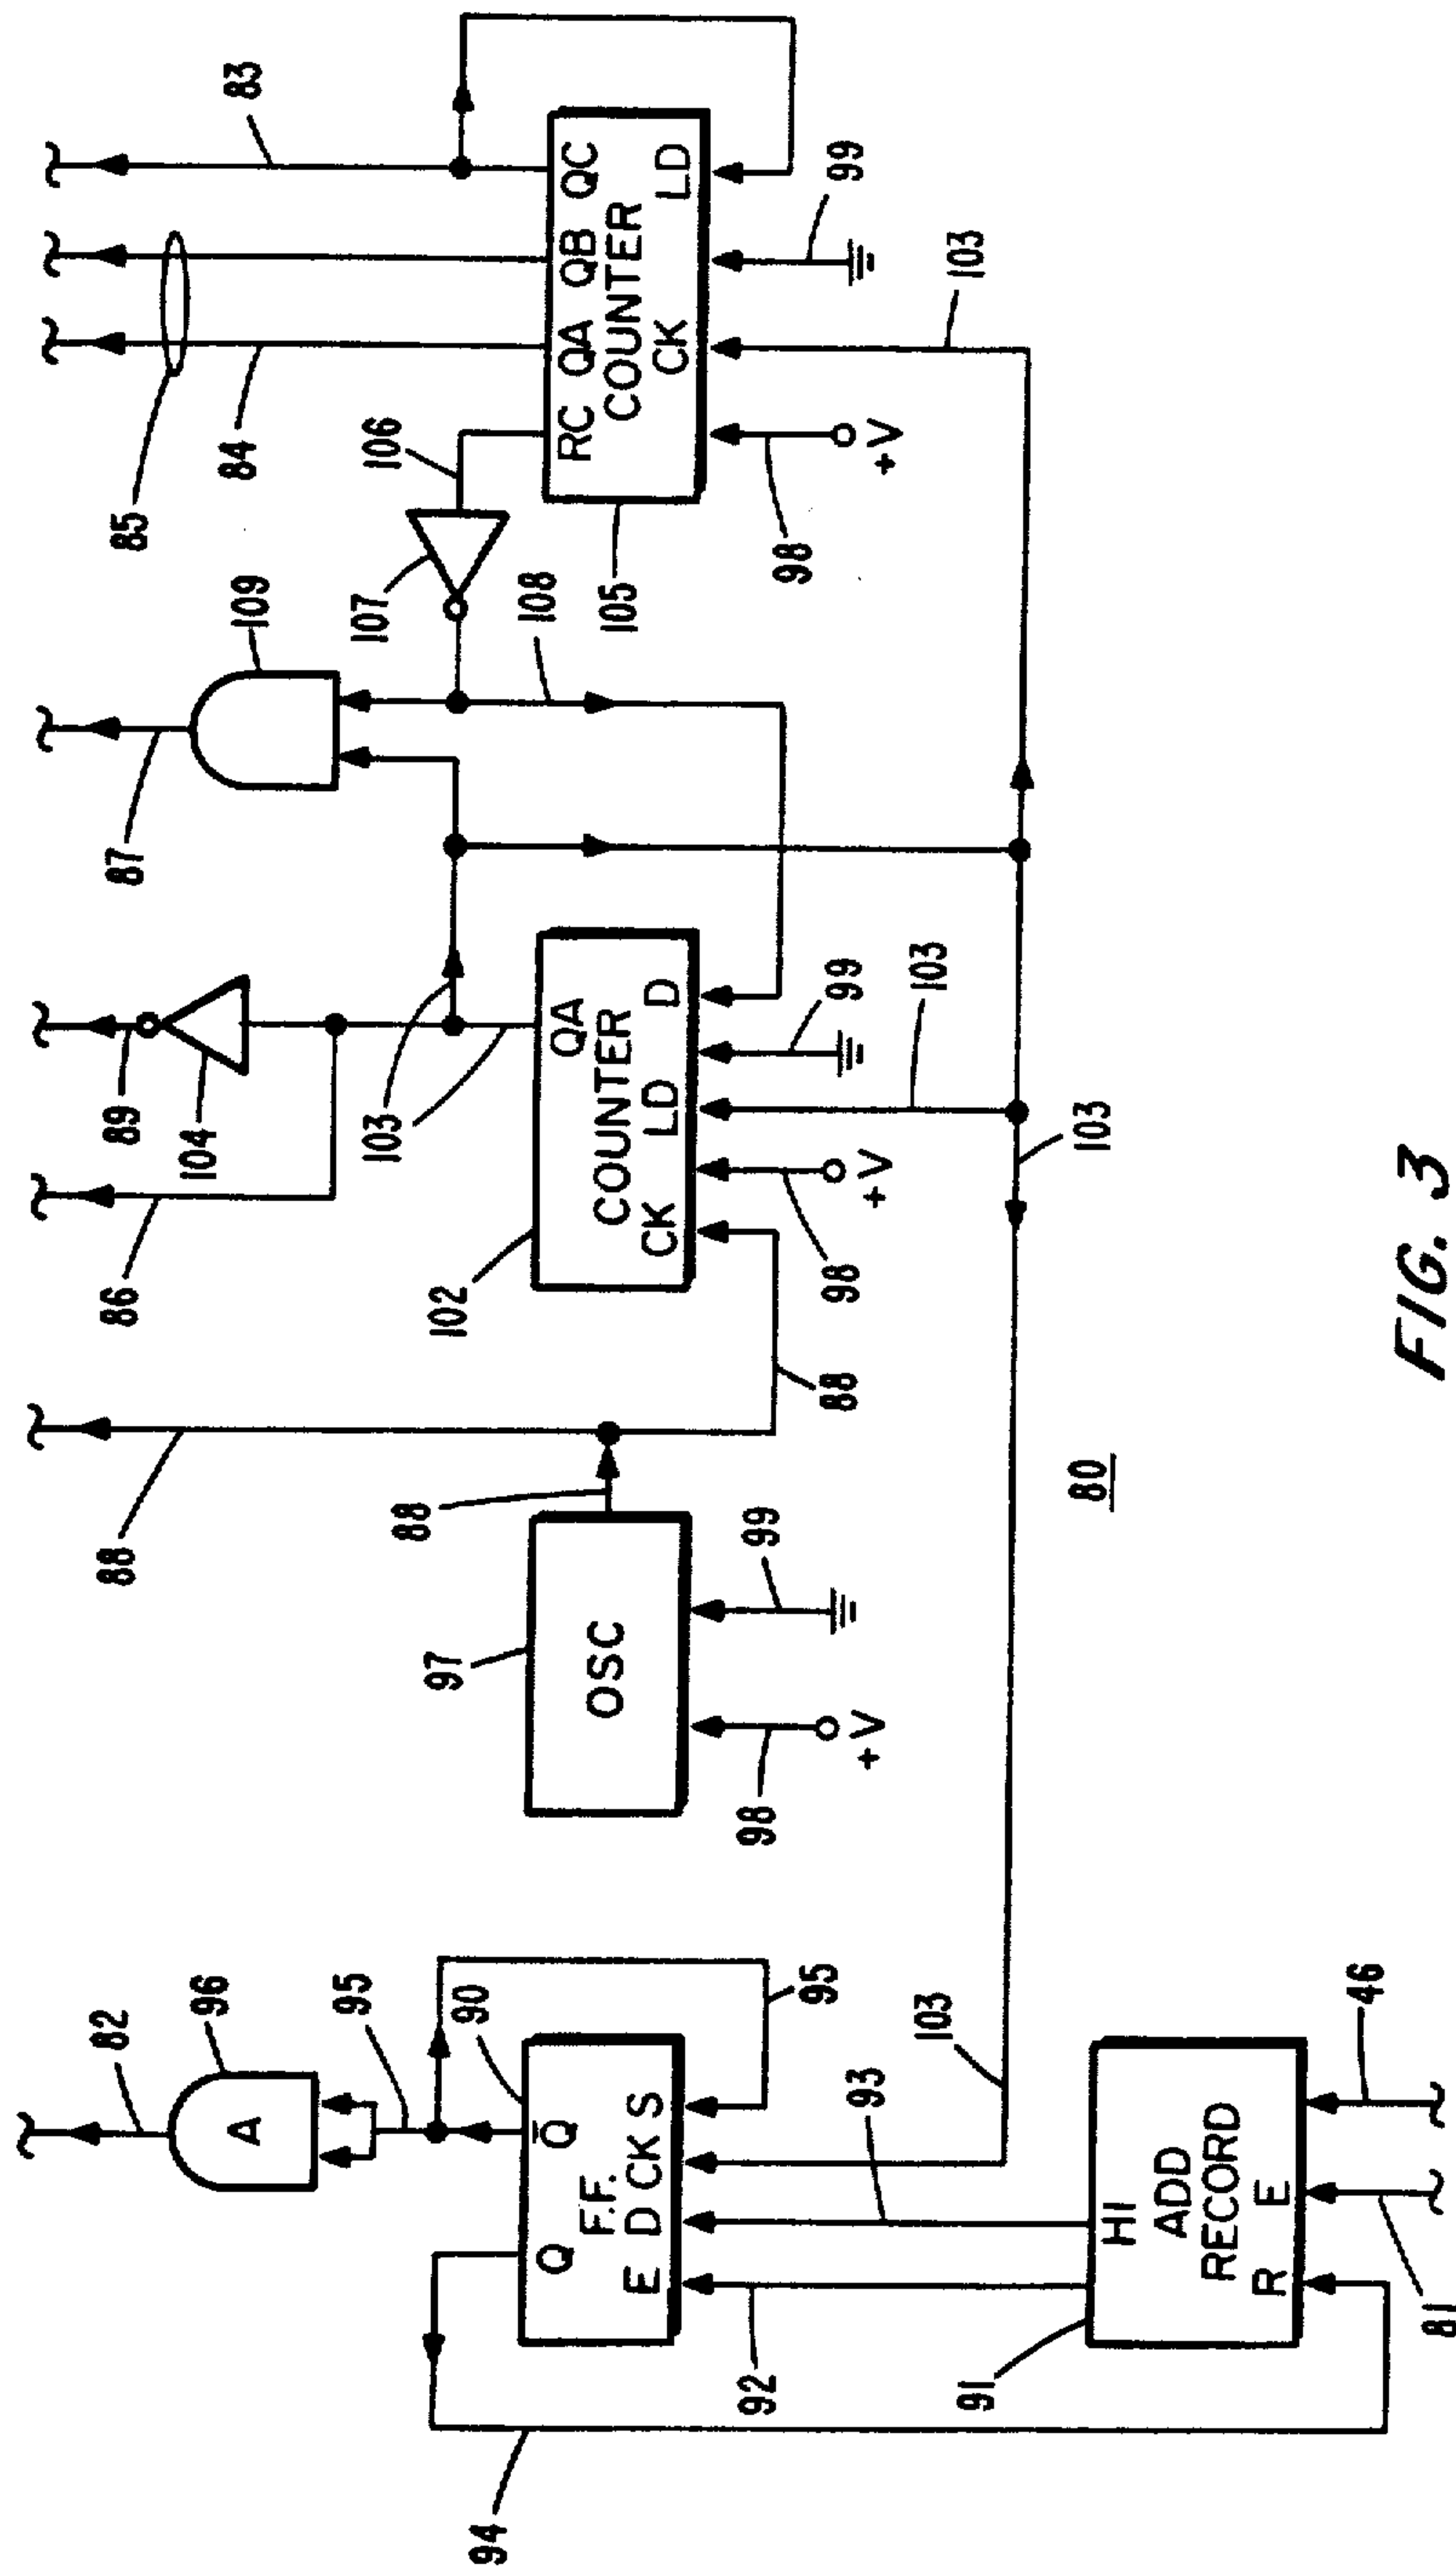 82
96
A
95
90
Q
Q̄
F.F.
E D CK S
95
94
92
93
103
HI
ADD
RECORD
R E
91
81
46
88
97
OSC
88
98
+V
99
88
86
89
104
103
102
QA
COUNTER
CK LD D
98
+V
99
103
103
87
109
107
108
106
85
84
83
RC QA QB QC
COUNTER
CK LD
105
98
+V
99
103
80
FIG. 3